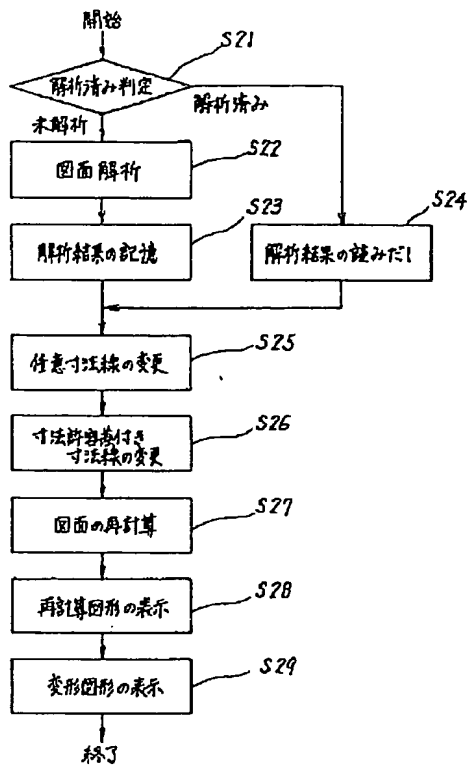 開始
S21
解析済み判定
解析済み
未解析
S22
図面解析
S23
解析結果の記憶
S24
解析結果の読みだし
S25
任意寸法線の変更
S26
寸法許容差付き
寸法線の変更
S27
図面の再計算
S28
再計算図形の表示
S29
変形図形の表示
終了